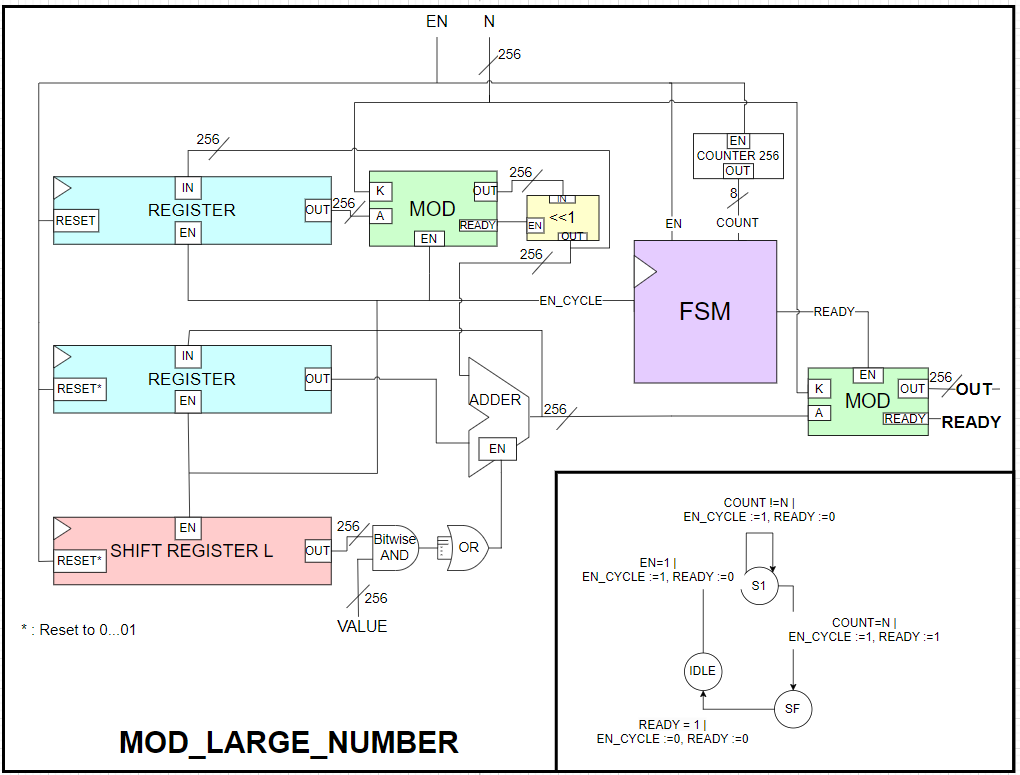 EN
N
256
256
IN
REGISTER
RESET
OUT
EN
256
K
A
MOD
OUT
READY
EN
256
IN
<<1
EN
OUT
256
EN
COUNTER 256
OUT
8
COUNT
EN
EN_CYCLE
FSM
READY
IN
REGISTER
RESET*
OUT
EN
ADDER
EN
256
EN
K
A
MOD
OUT
READY
256
OUT
READY
EN
SHIFT REGISTER L
RESET*
OUT
256
Bitwise
AND
OR
256
VALUE
* : Reset to 0...01
MOD_LARGE_NUMBER
COUNT !=N |
EN_CYCLE :=1, READY :=0
EN=1 |
EN_CYCLE :=1, READY :=0
S1
COUNT=N |
EN_CYCLE :=1, READY :=1
IDLE
SF
READY = 1 |
EN_CYCLE :=0, READY :=0